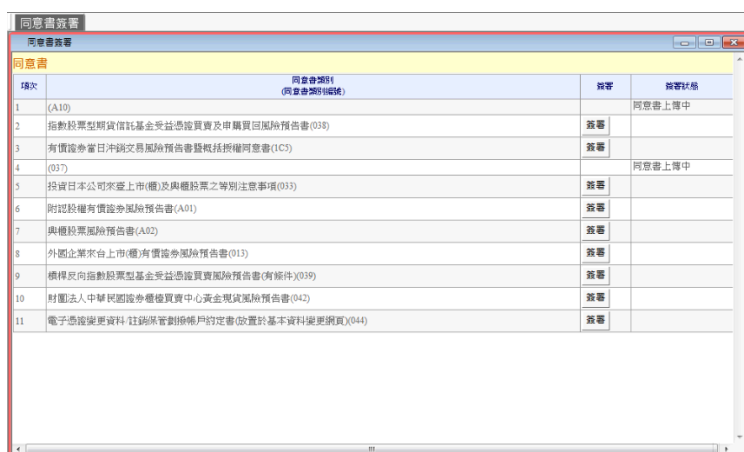 同意書簽署
同意書簽署
同意書
項次 同意書類別 簽署 簽署狀態
(同意書類別編號)
1 (A10) 同意書上傳中
2 指數股票型期貨信託基金受益憑證買賣及申購買回風險預告書(038) 簽署
3 有價證券當日沖銷交易風險預告書暨概括授權同意書(1C5) 簽署
4 (037) 同意書上傳中
5 投資日本公司來臺上市(櫃)及興櫃股票之等別注意事項(033) 簽署
6 附認股權有價證券風險預告書(A01) 簽署
7 興櫃股票風險預告書(A02) 簽署
8 外國企業來台上市(櫃)有價證券風險預告書(013) 簽署
9 槓桿反向指數股票型基金受益憑證買賣風險預告書(有條件)(039) 簽署
10 財團法人中華民國證券櫃檯買賣中心黃金現貨風險預告書(042) 簽署
11 電子憑證變更資料/註銷保管劃撥帳戶約定書(放置於基本資料變更網頁)(044) 簽署